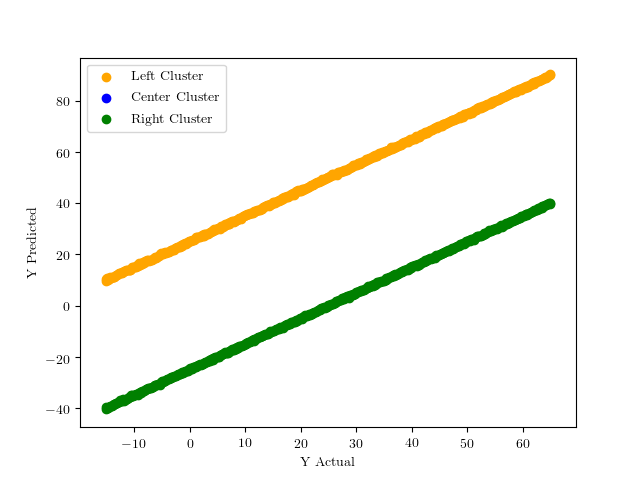 Left Cluster
Center Cluster
Right Cluster
80
60
40
20
0
−20
−40
Y Predicted
−10 0 10 20 30 40 50 60
Y Actual